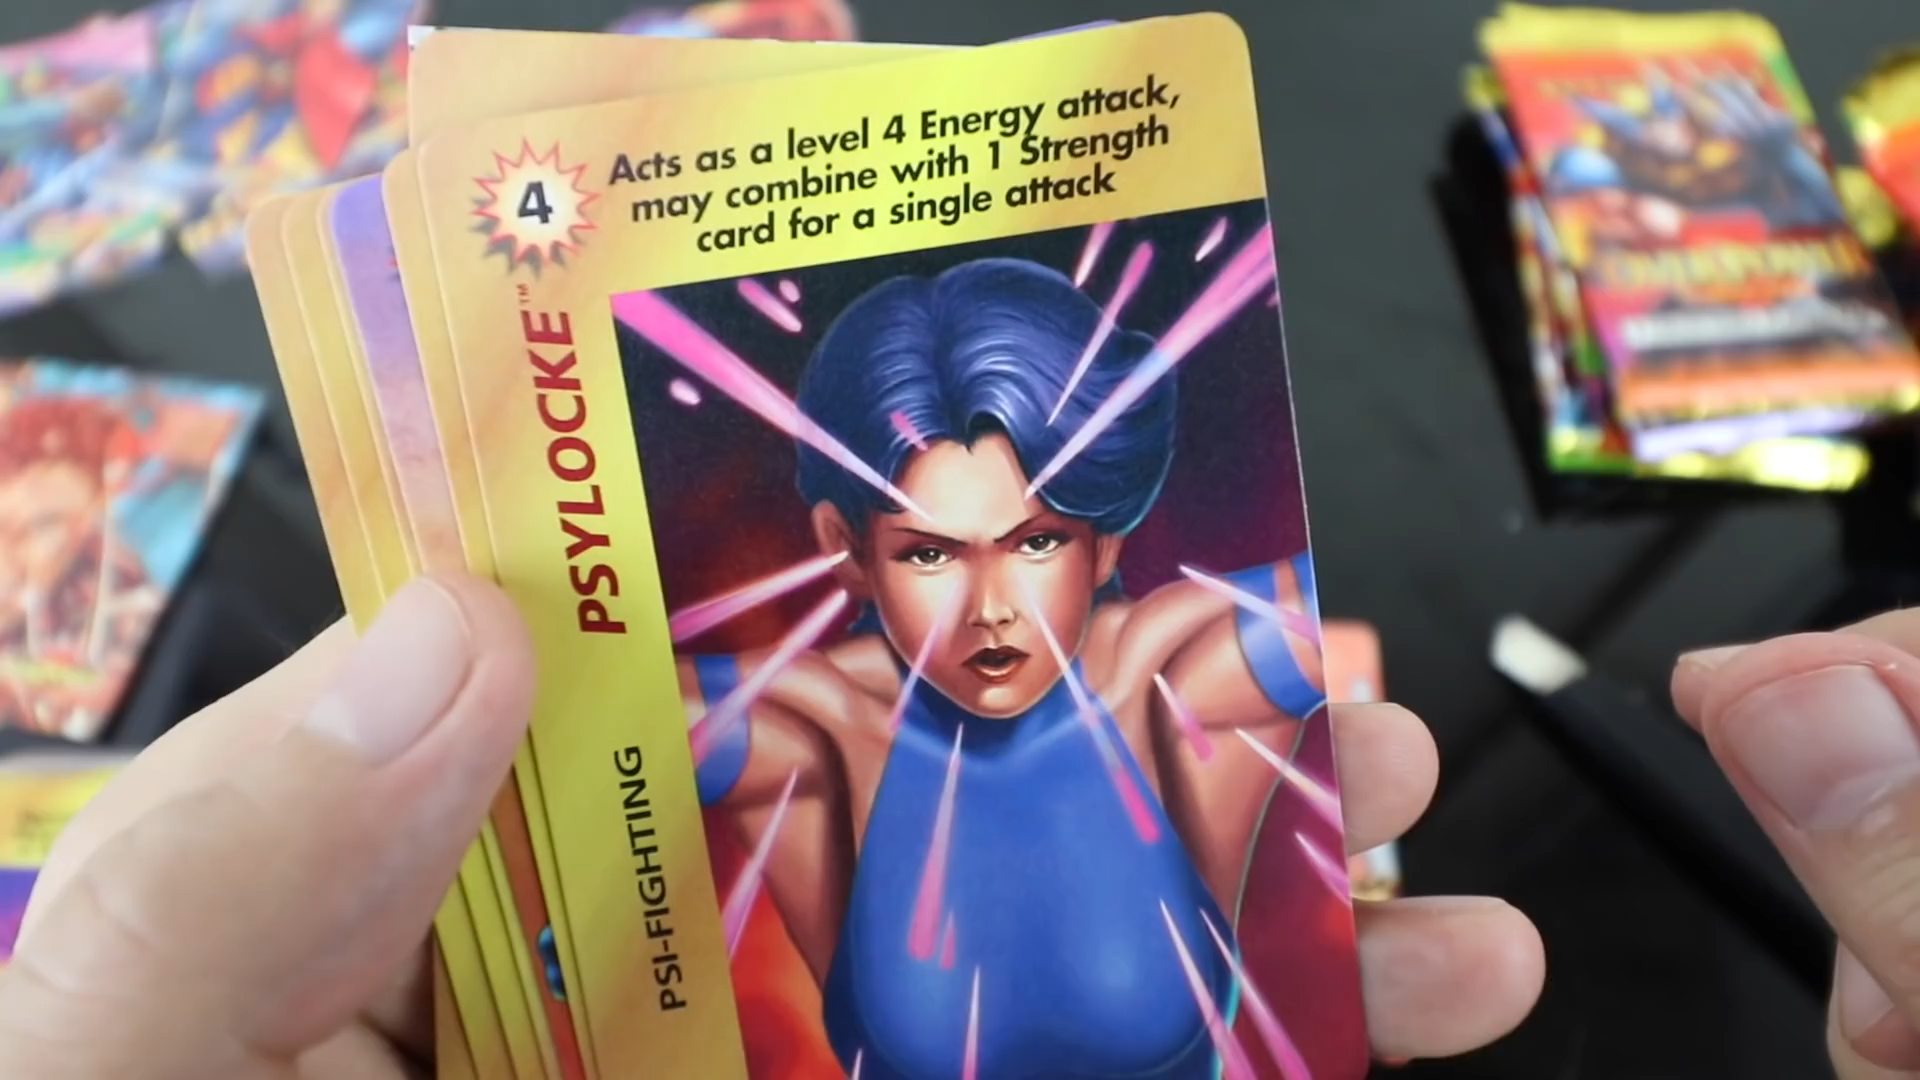 4
Acts as a level 4 Energy attack,
may combine with 1 Strength
card for a single attack
PSYLOCKE™
PSI-FIGHTING